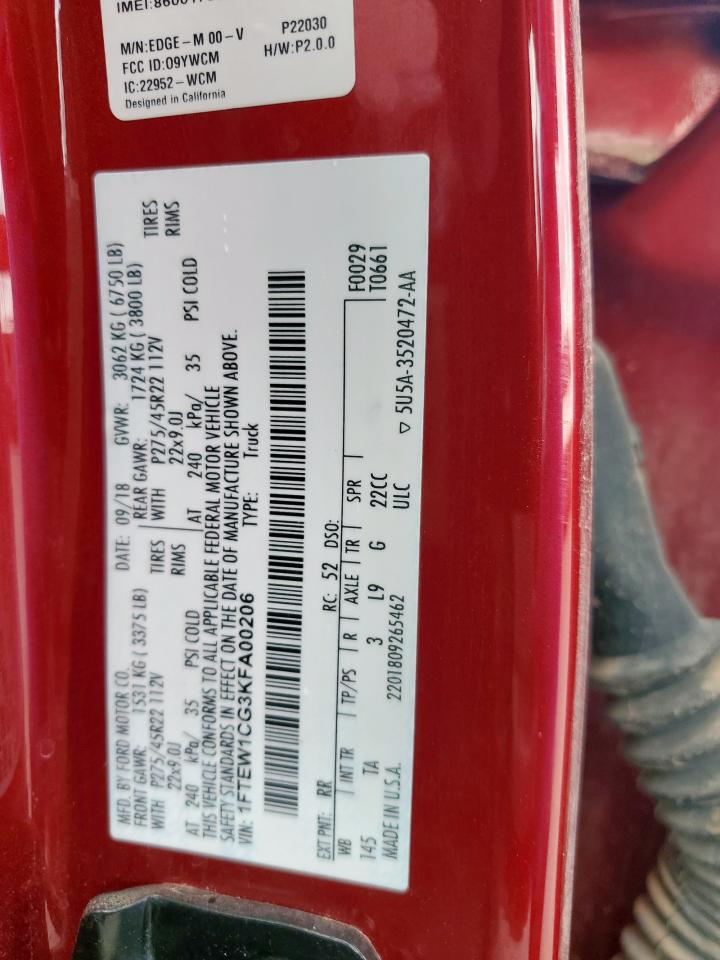 M/N:EDGE-M 00-V P22030
FCC ID:O9YWCM H/W:P2.0.0
IC:22952-WCM
Designed in California
MFD. BY FORD MOTOR CO. DATE: 09/18 GVWR: 3062 KG ( 6750 LB)
FRONT GAWR: 1531 KG ( 3375 LB) REAR GAWR: 1724 KG ( 3800 LB)
WITH P275/45R22 112V TIRES WITH P275/45R22 112V TIRES
22x9.0J RIMS 22x9.0J RIMS
AT 240 kPa/ 35 PSI COLD AT 240 kPa/ 35 PSI COLD
THIS VEHICLE CONFORMS TO ALL APPLICABLE FEDERAL MOTOR VEHICLE
SAFETY STANDARDS IN EFFECT ON THE DATE OF MANUFACTURE SHOWN ABOVE.
VIN: 1FTEW1CG3KFA00206 TYPE: Truck
EXT PNT: RR RC: 52 DSO: F0029
WB INT TR TP/PS R AXLE TR SPR T0661
145 TA 3 L9 G 22CC
MADE IN U.S.A. 2201809265462 ULC ▽ 5U5A-3520472-AA